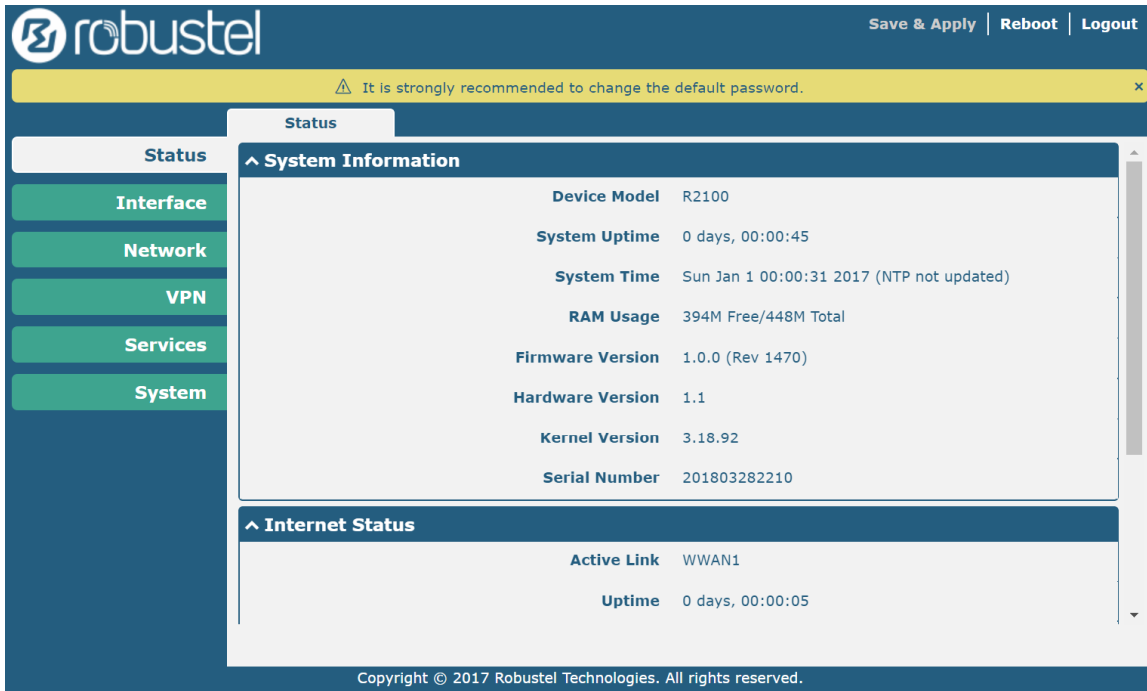 robustel
Save & Apply | Reboot | Logout
⚠ It is strongly recommended to change the default password. ×
Status
Status
Interface
Network
VPN
Services
System
System Information
Device Model R2100
System Uptime 0 days, 00:00:45
System Time Sun Jan 1 00:00:31 2017 (NTP not updated)
RAM Usage 394M Free/448M Total
Firmware Version 1.0.0 (Rev 1470)
Hardware Version 1.1
Kernel Version 3.18.92
Serial Number 201803282210
Internet Status
Active Link WWAN1
Uptime 0 days, 00:00:05
Copyright © 2017 Robustel Technologies. All rights reserved.